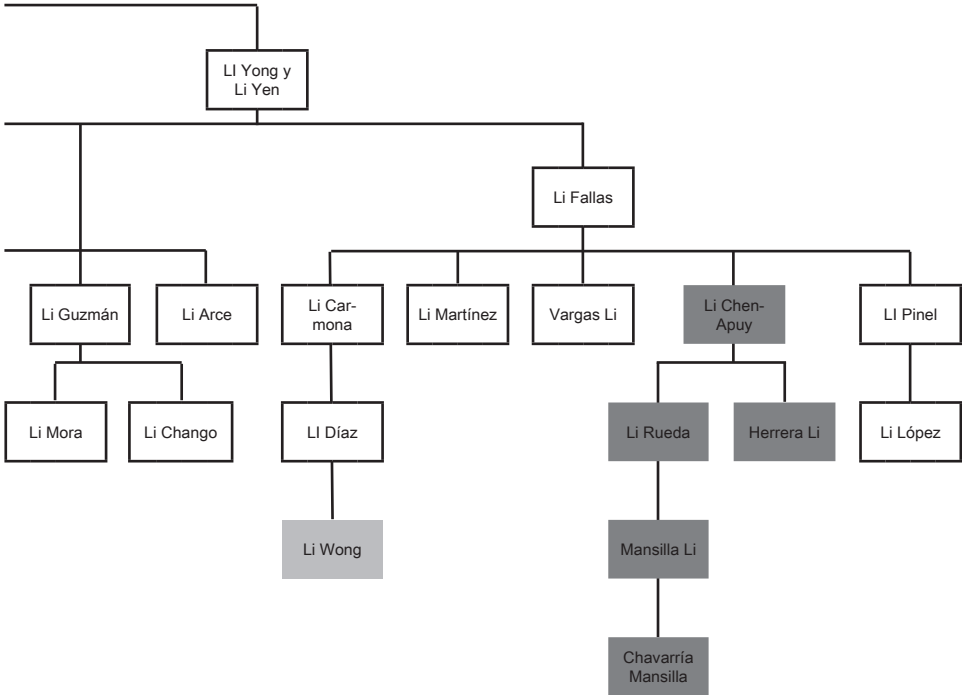 LI Yong y
Li Yen
Li Fallas
Li Guzmán
Li Arce
Li Car-
mona
Li Martínez
Vargas Li
Li Chen-
Apuy
LI Pinel
Li Mora
Li Chango
LI Díaz
Li Rueda
Herrera Li
Li López
Li Wong
Mansilla Li
Chavarría
Mansilla